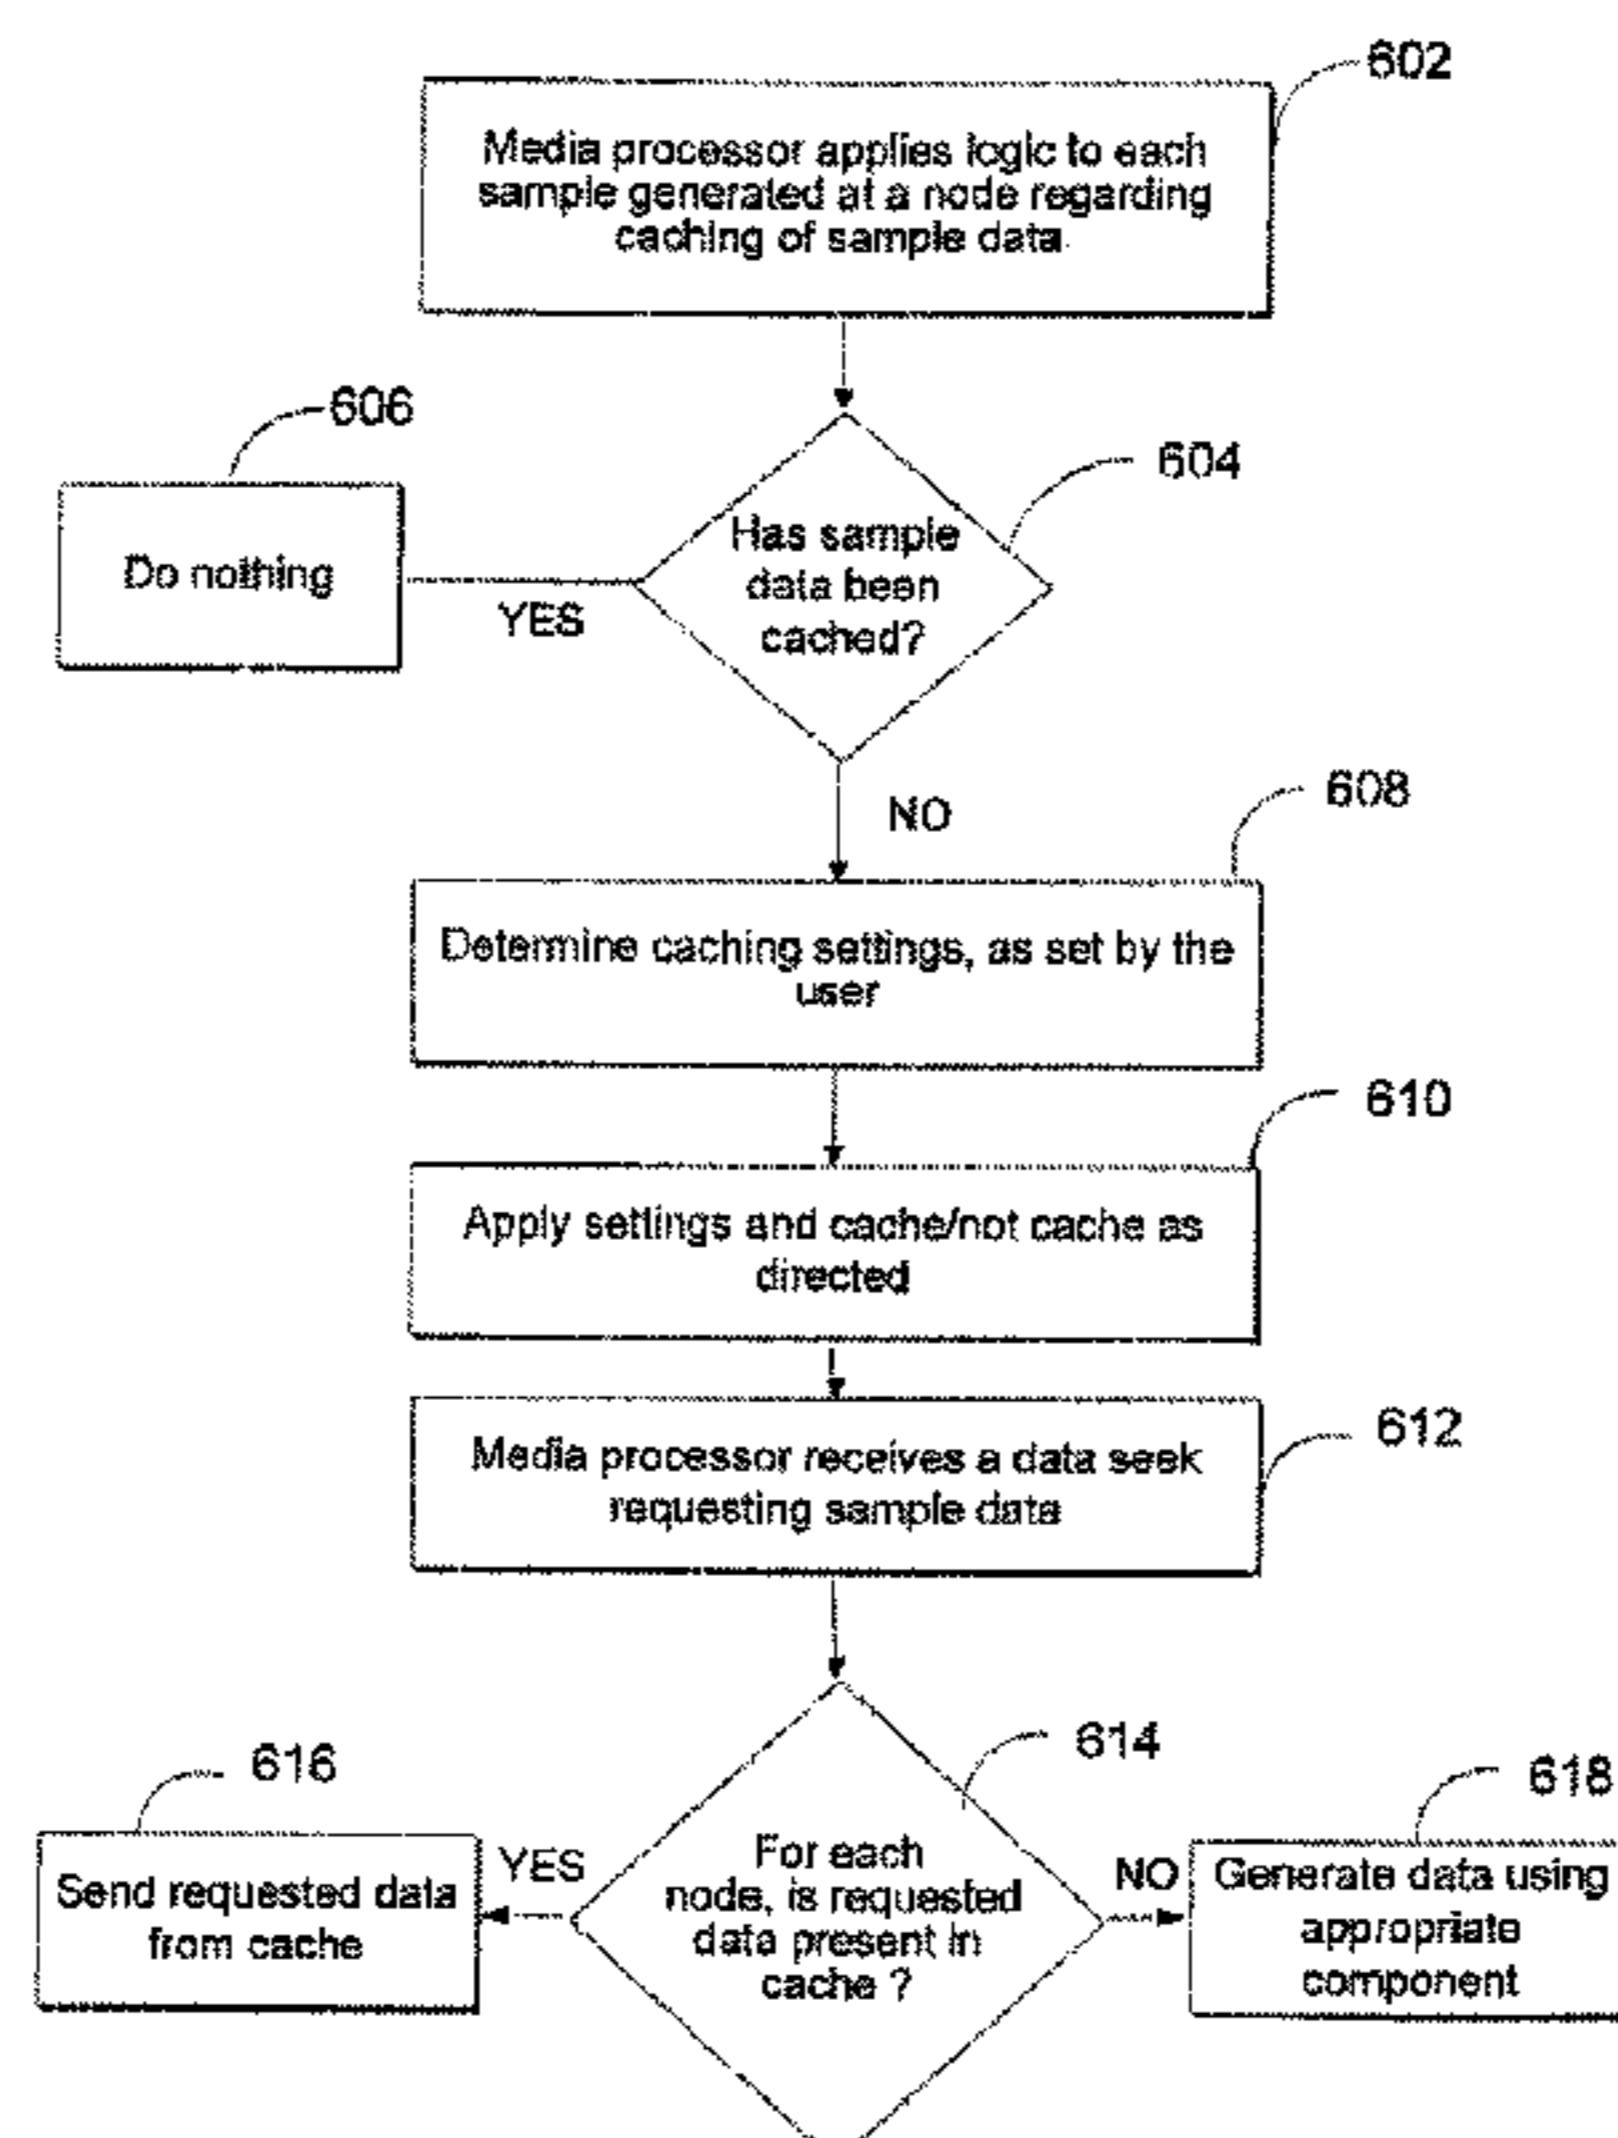 602
Media processor applies logic to each
sample generated at a node regarding
caching of sample data
606
604
Do nothing
YES
Has sample
data been
cached?
NO
608
Determine caching settings, as set by the
user
610
Apply settings and cache/not cache as
directed
612
Media processor receives a data seek
requesting sample data
614
616
618
Send requested data
from cache
YES
For each
node, is requested
data present in
cache ?
NO
Generate data using
appropriate
component